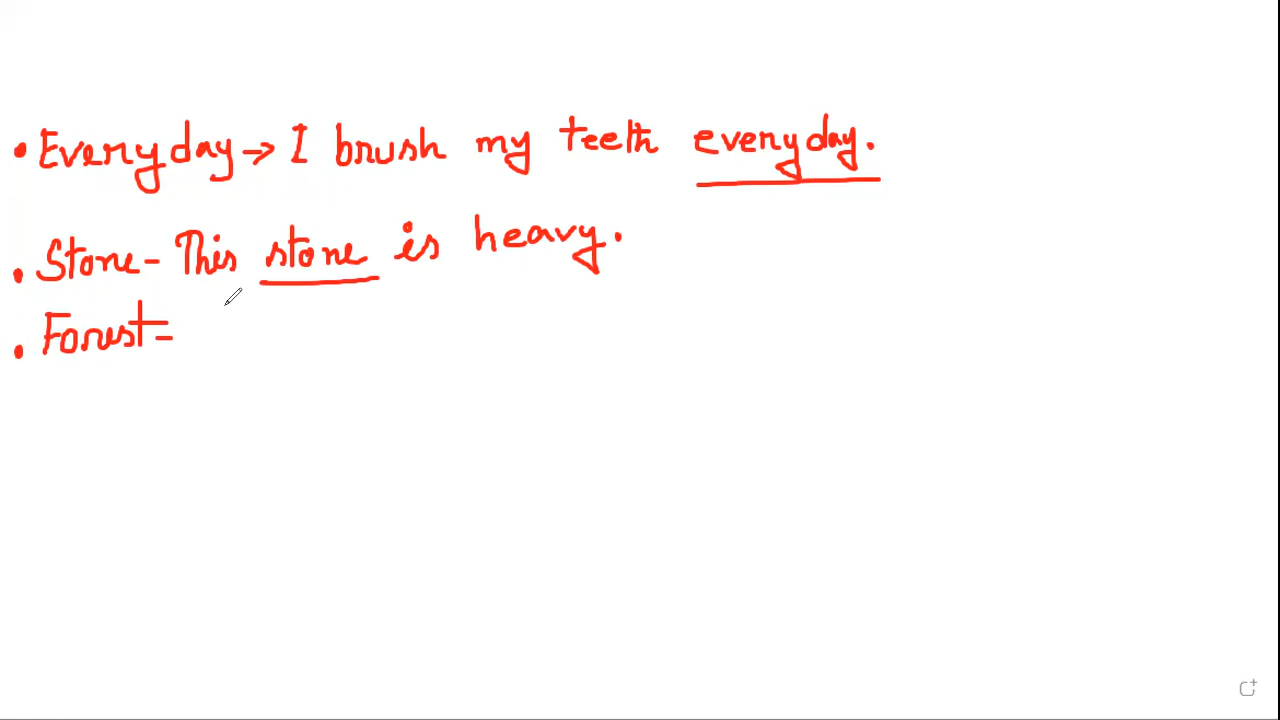 • Everyday → I brush my teeth everyday.
• Stone - This stone is heavy.
• Forest -